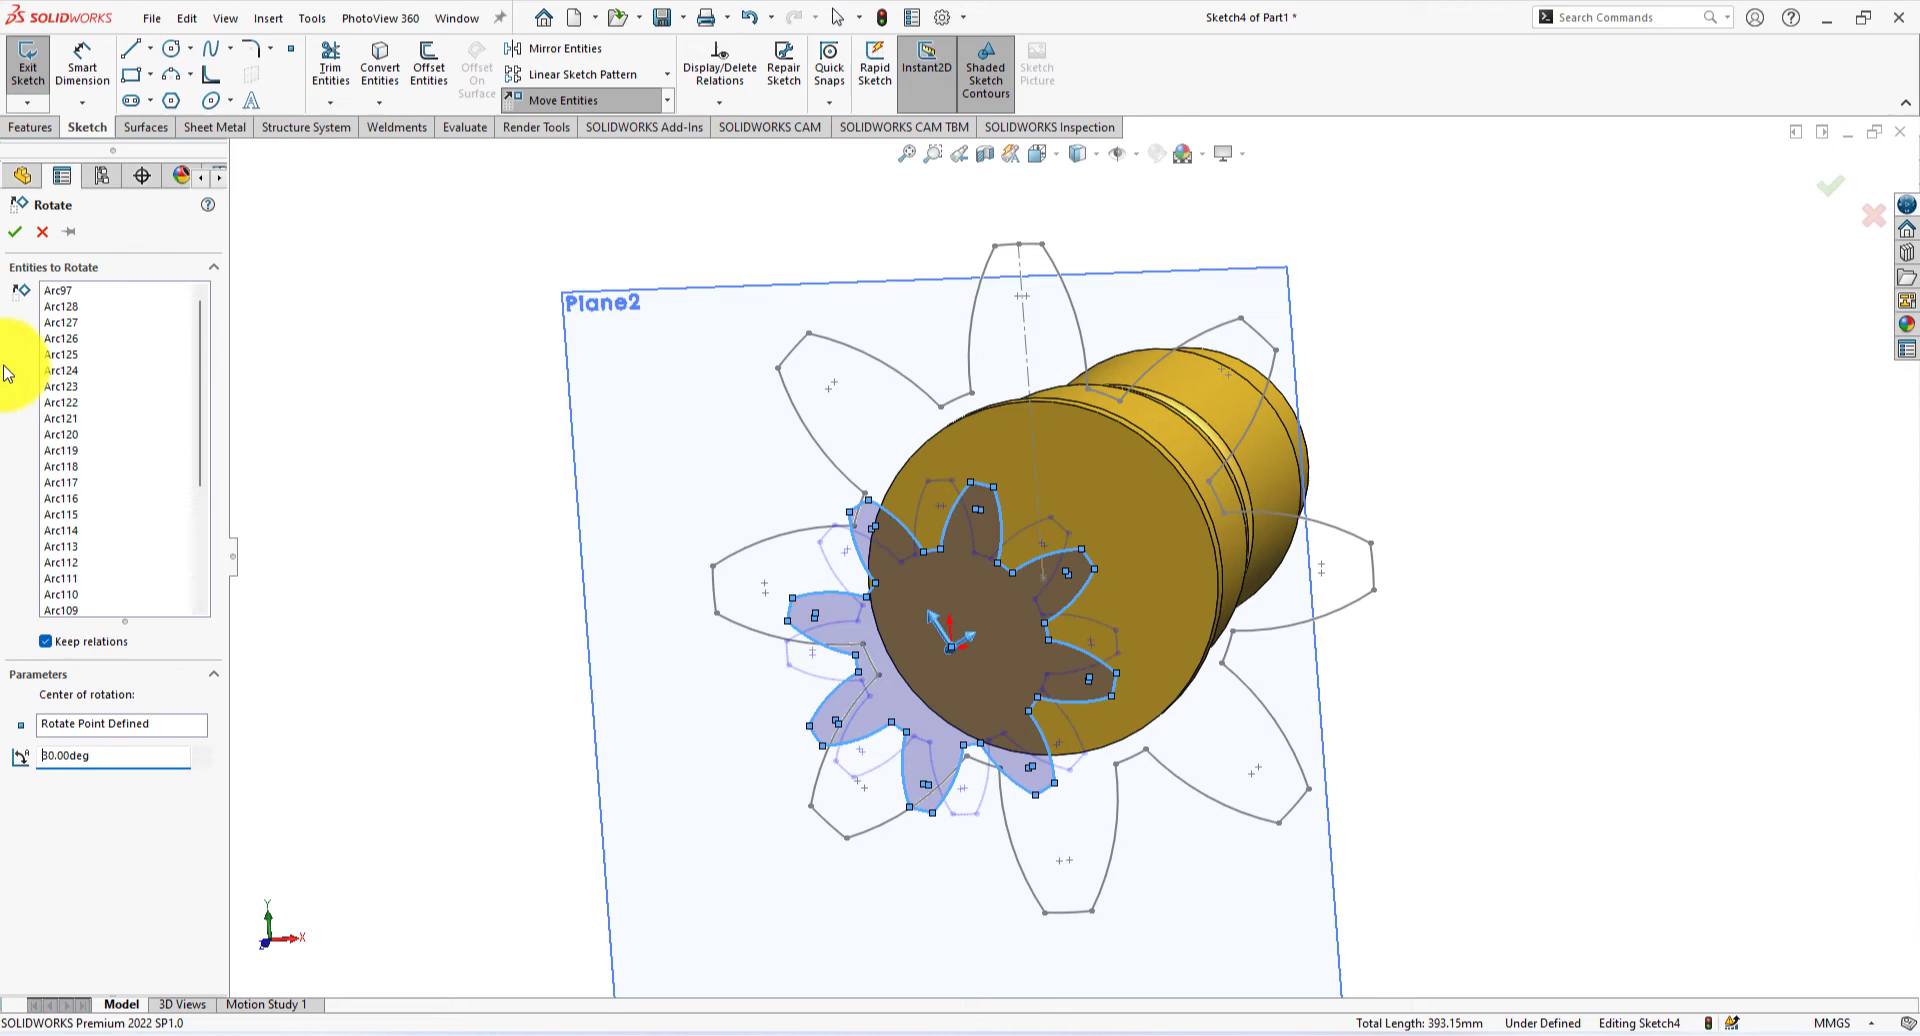 SOLIDWORKS File Edit View Insert Tools PhotoView 360 Window Sketch4 of Part1 * Search Commands
Exit Sketch
Smart Dimension
Trim Entities
Convert Entities
Offset Entities
Offset On Surface
Mirror Entities
Linear Sketch Pattern
Move Entities
Display/Delete Relations
Repair Sketch
Quick Snaps
Rapid Sketch
Instant2D
Shaded Sketch Contours
Sketch Picture
Features Sketch Surfaces Sheet Metal Structure System Weldments Evaluate Render Tools SOLIDWORKS Add-Ins SOLIDWORKS CAM SOLIDWORKS CAM TBM SOLIDWORKS Inspection
Rotate
Entities to Rotate
Arc97
Arc128
Arc127
Arc126
Arc125
Arc124
Arc123
Arc122
Arc121
Arc120
Arc119
Arc118
Arc117
Arc116
Arc115
Arc114
Arc113
Arc112
Arc111
Arc110
Arc109
Keep relations
Parameters
Center of rotation:
Rotate Point Defined
30.00deg
Plane2
Y
X
Z
Model 3D Views Motion Study 1
SOLIDWORKS Premium 2022 SP1.0 Total Length: 393.15mm Under Defined Editing Sketch4 MMGS